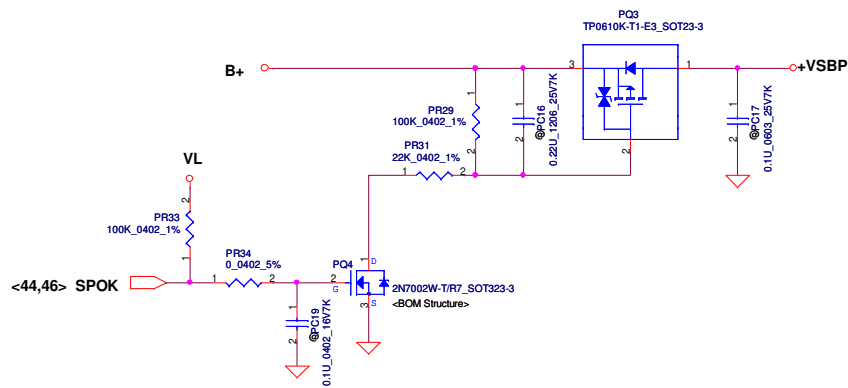 PQ3
TP0610K-T1-E3_SOT23-3
B+
3
1
+VSBP
1
PR29
100K_0402_1%
2
1
2
@PC16
0.22U_1206_25V7K
1
2
@PC17
0.1U_0603_25V7K
PR31
22K_0402_1%
2
1
2
VL
2
PR33
100K_0402_1%
1
PR34
0_0402_5%
<44,46> SPOK
1
2
PQ4
1
D
2
G
2N7002W-T/R7_SOT323-3
<BOM Structure>
3
S
1
2
@PC19
0.1U_0402_16V7K